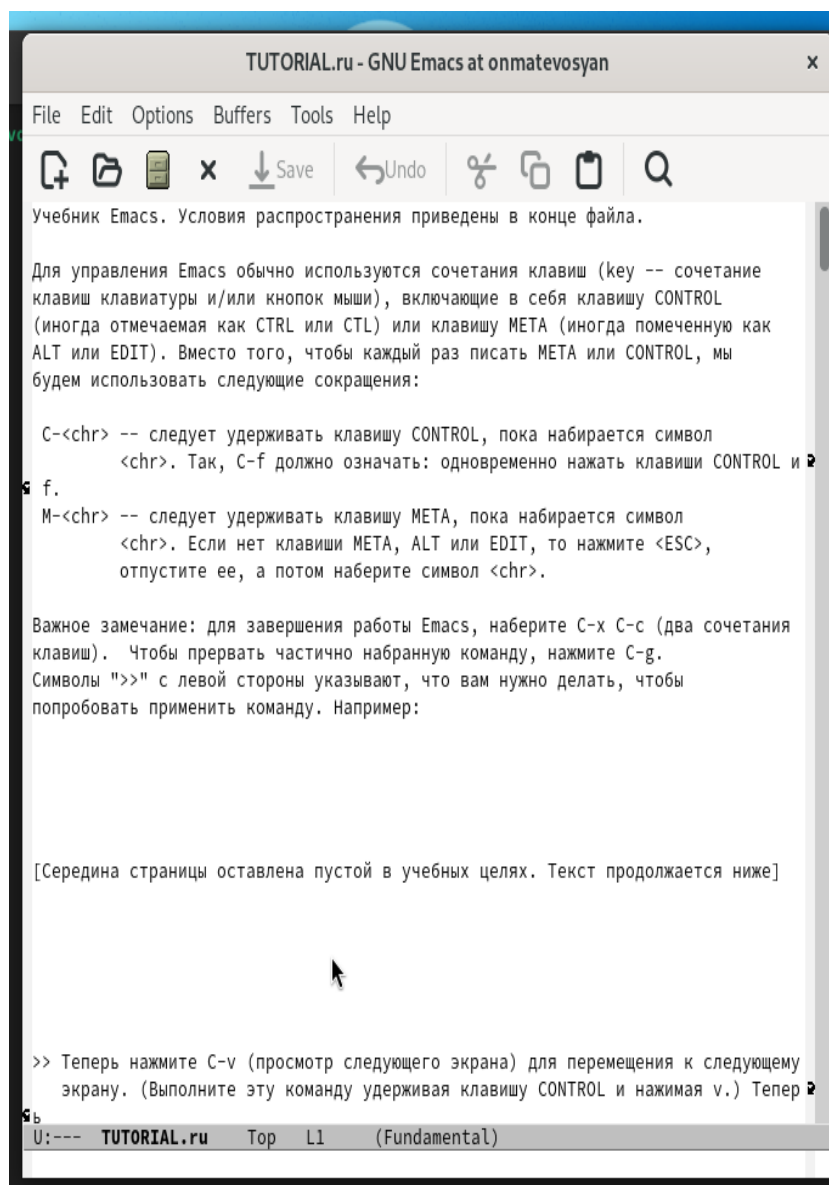 TUTORIAL.ru - GNU Emacs at onmatevosyan x
File Edit Options Buffers Tools Help
Save Undo
Учебник Emacs. Условия распространения приведены в конце файла.
Для управления Emacs обычно используются сочетания клавиш (key -- сочетание
клавиш клавиатуры и/или кнопок мыши), включающие в себя клавишу CONTROL
(иногда отмечаемая как CTRL или CTL) или клавишу META (иногда помеченную как
ALT или EDIT). Вместо того, чтобы каждый раз писать META или CONTROL, мы
будем использовать следующие сокращения:
C-<chr> -- следует удерживать клавишу CONTROL, пока набирается символ
<chr>. Так, C-f должно означать: одновременно нажать клавиши CONTROL и
f.
M-<chr> -- следует удерживать клавишу META, пока набирается символ
<chr>. Если нет клавиши META, ALT или EDIT, то нажмите <ESC>,
отпустите ее, а потом наберите символ <chr>.
Важное замечание: для завершения работы Emacs, наберите C-x C-c (два сочетания
клавиш).  Чтобы прервать частично набранную команду, нажмите C-g.
Символы ">>" с левой стороны указывают, что вам нужно делать, чтобы
попробовать применить команду. Например:
[Середина страницы оставлена пустой в учебных целях. Текст продолжается ниже]
>> Теперь нажмите C-v (просмотр следующего экрана) для перемещения к следующему
экрану. (Выполните эту команду удерживая клавишу CONTROL и нажимая v.) Тепер
ь
U:--- TUTORIAL.ru Top L1 (Fundamental)